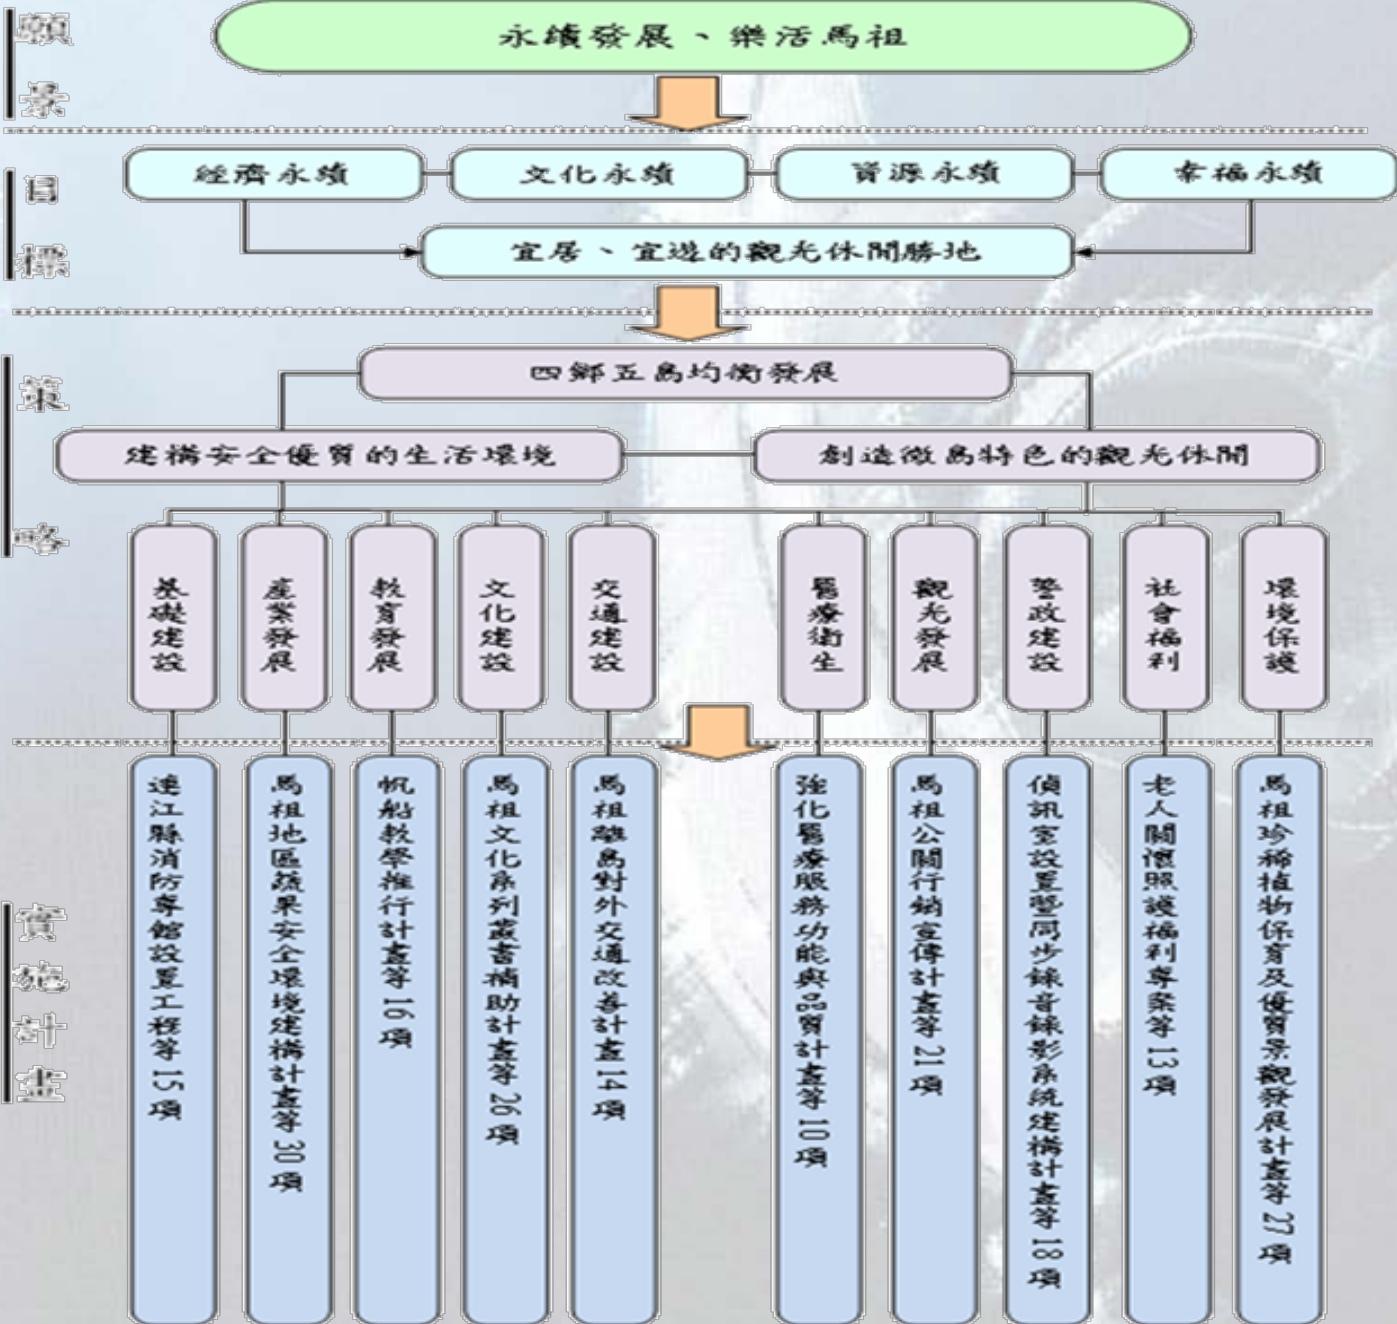 願景
永續發展、樂活馬祖
目標
經濟永續
文化永續
資源永續
幸福永續
宜居、宜遊的觀光休閒勝地
策略
四鄉五島均衡發展
建構安全優質的生活環境
創造微島特色的觀光休閒
基礎建設
產業發展
教育發展
文化建設
交通建設
醫療衛生
觀光發展
警政建設
社會福利
環境保護
實施計畫
連江縣消防專館設置工程等15項
馬祖地區蔬果安全環境建構計畫等30項
帆船教學推行計畫等16項
馬祖文化系列叢書補助計畫等26項
馬祖離島對外交通改善計畫14項
強化醫療服務功能與品質計畫等10項
馬祖公關行銷宣傳計畫等21項
偵訊室設置暨同步錄音錄影系統建構計畫等18項
老人關懷照護福利專案等13項
馬祖珍稀植物保育及優質景觀發展計畫等27項